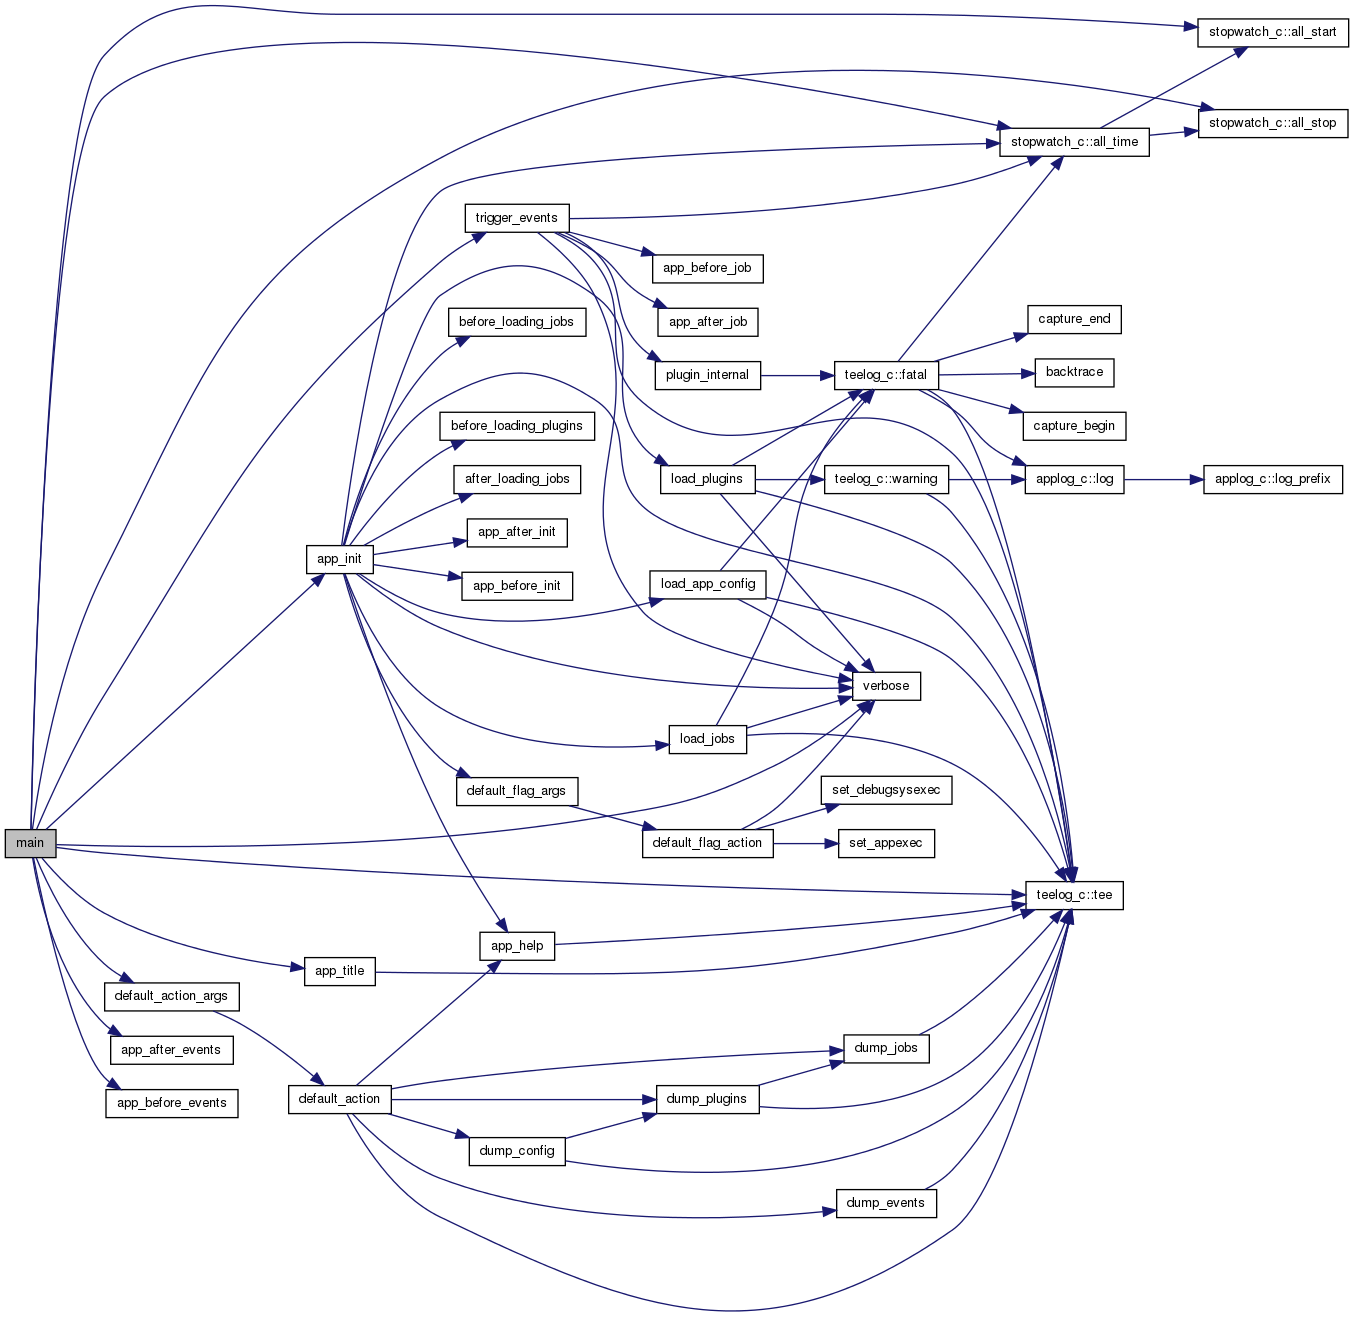 stopwatch_c::all_start
stopwatch_c::all_stop
stopwatch_c::all_time
trigger_events
app_before_job
before_loading_jobs
app_after_job
capture_end
plugin_internal
teelog_c::fatal
backtrace
before_loading_plugins
capture_begin
after_loading_jobs
load_plugins
teelog_c::warning
applog_c::log
applog_c::log_prefix
app_after_init
app_init
app_before_init
load_app_config
verbose
load_jobs
default_flag_args
set_debugsysexec
main
default_flag_action
set_appexec
teelog_c::tee
app_help
app_title
default_action_args
app_after_events
dump_jobs
app_before_events
default_action
dump_plugins
dump_config
dump_events